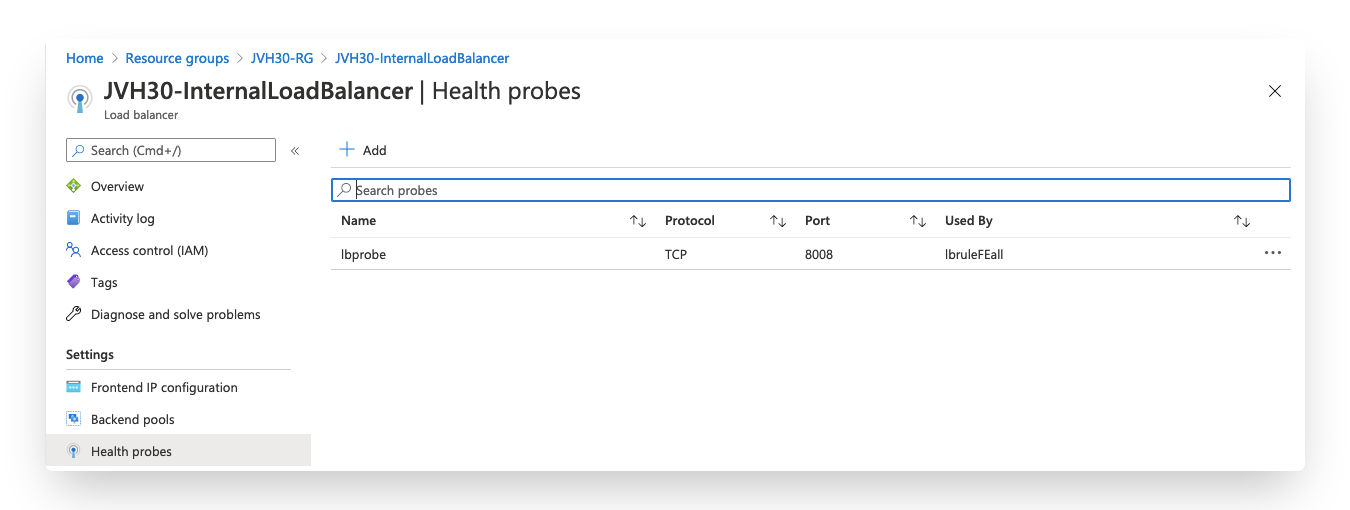 Home > Resource groups > JVH30-RG > JVH30-InternalLoadBalancer
JVH30-InternalLoadBalancer | Health probes
Load balancer
Search (Cmd+/)
«
Overview
Activity log
Access control (IAM)
Tags
Diagnose and solve problems
Settings
Frontend IP configuration
Backend pools
Health probes
Add
Search probes
Name Protocol Port Used By
lbprobe TCP 8008 lbruleFEall